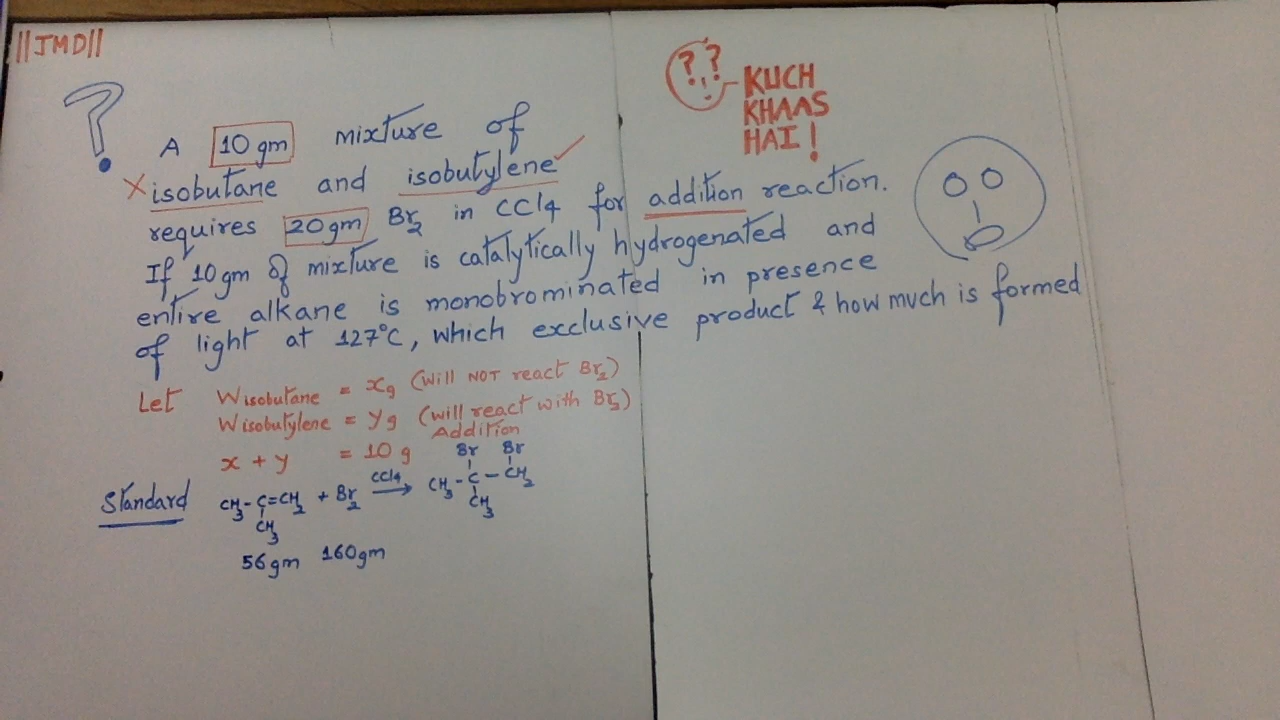 ||JMD||
?
?? KUCH
KHAAS
HAI !
A 10 gm mixture of
X isobutane and isobutylene ✓
requires 20gm Br2 in CCl4 for addition reaction.
If 10gm of mixture is catalytically hydrogenated and
entire alkane is monobrominated in presence
of light at 127°C, which exclusive product & how much is formed
Let Wisobutane = xg (will NOT react Br2)
Wisobutylene = yg (will react with Br2)
Addition
x + y = 10 g
Br Br
Standard CH3-C=CH2 + Br2 CCl4→ CH3-C-CH2
CH3 CH3
56gm 160gm